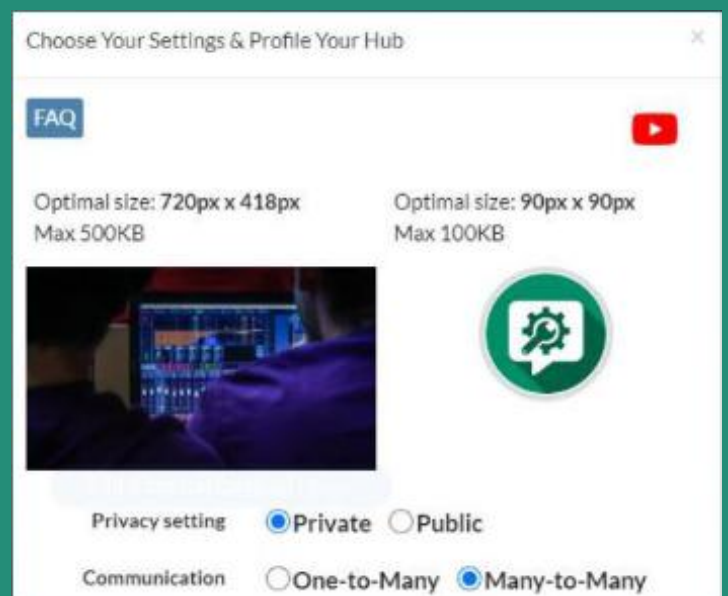 Choose Your Settings & Profile Your Hub
FAQ
Optimal size: 720px x 418px
Max 500KB
Optimal size: 90px x 90px
Max 100KB
Privacy setting Private Public
Communication One-to-Many Many-to-Many